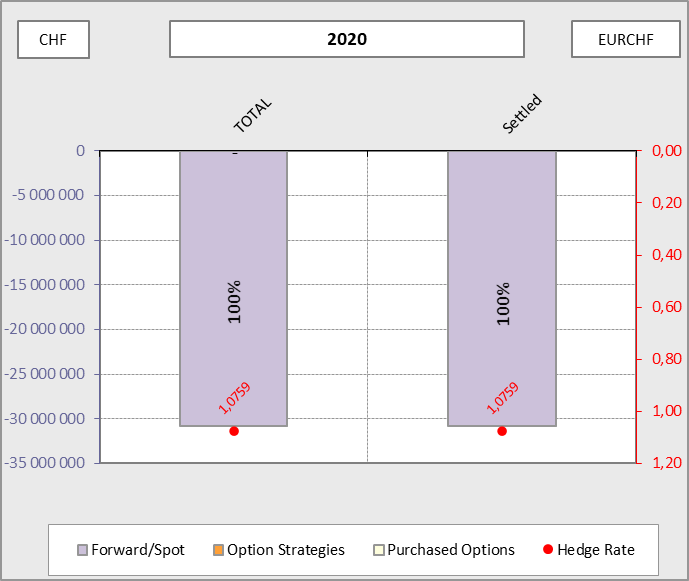 CHF
2020
EURCHF
TOTAL
Settled
0
-5 000 000
-10 000 000
-15 000 000
-20 000 000
-25 000 000
-30 000 000
-35 000 000
100%
1,0759
100%
1,0759
0,00
0,20
0,40
0,60
0,80
1,00
1,20
Forward/Spot
Option Strategies
Purchased Options
Hedge Rate